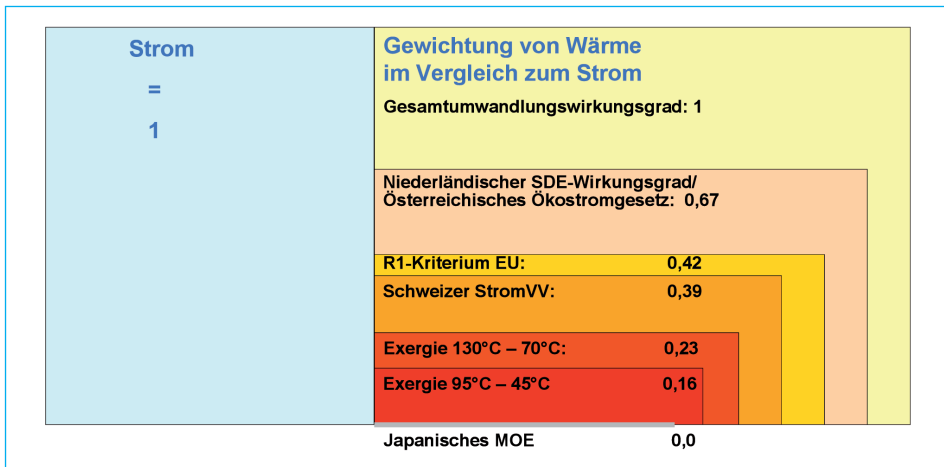 Strom
=
1
Gewichtung von Wärme
im Vergleich zum Strom
Gesamtumwandlungswirkungsgrad: 1
Niederländischer SDE-Wirkungsgrad/
Österreichisches Ökostromgesetz: 0,67
R1-Kriterium EU: 0,42
Schweizer StromVV: 0,39
Exergie 130°C – 70°C: 0,23
Exergie 95°C – 45°C 0,16
Japanisches MOE 0,0